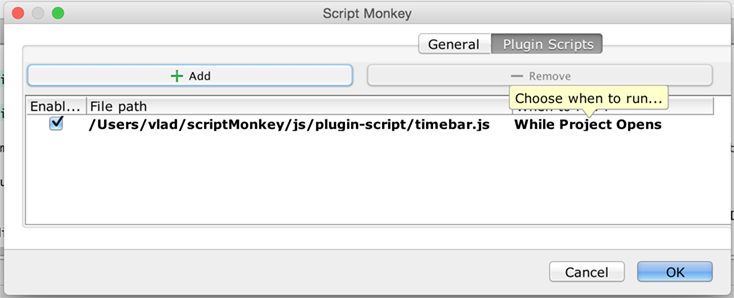 Script Monkey
General Plugin Scripts
Add Remove
Choose when to run...
Enabl... File path
/Users/vlad/scriptMonkey/js/plugin-script/timebar.js While Project Opens
Cancel OK